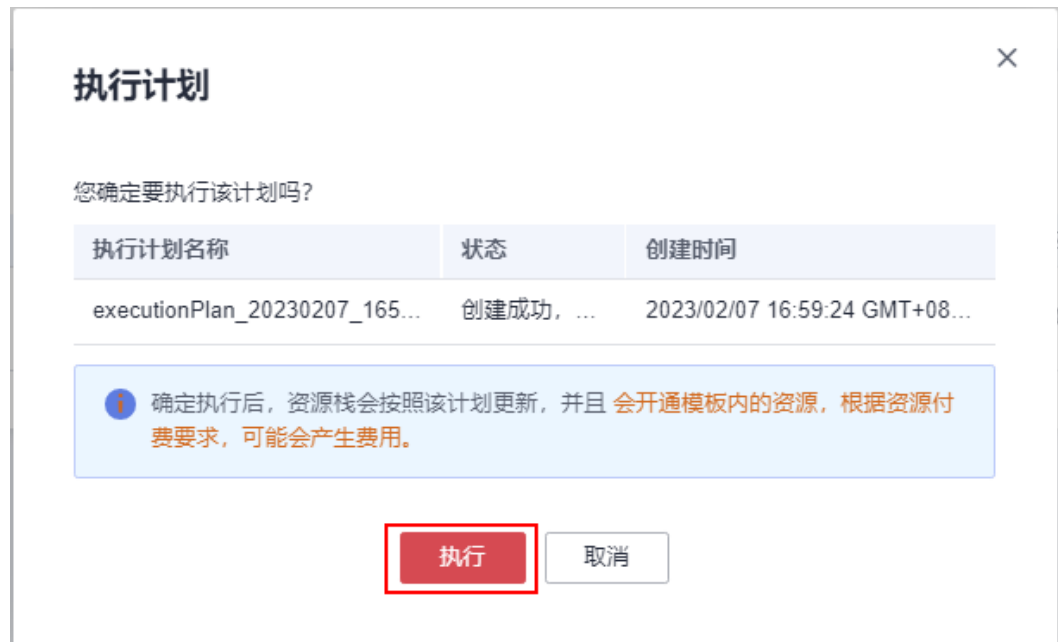 执行计划
您确定要执行该计划吗?
执行计划名称 状态 创建时间
executionPlan_20230207_165... 创建成功, ... 2023/02/07 16:59:24 GMT+08...
确定执行后，资源栈会按照该计划更新，并且 会开通模板内的资源，根据资源付
费要求，可能会产生费用。
执行 取消